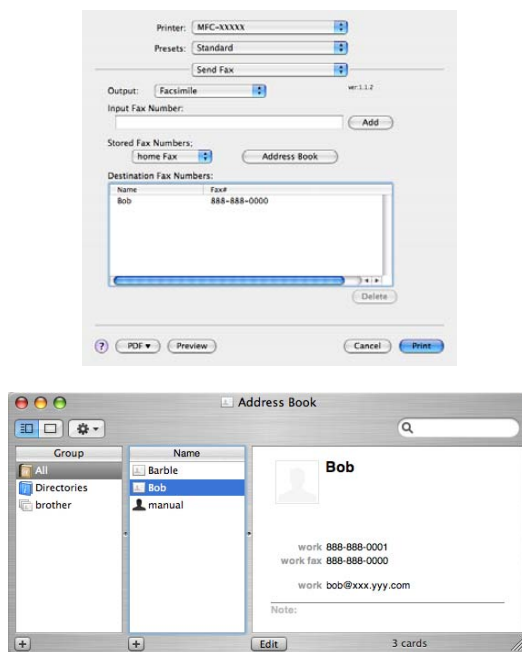 Printer: MFC-XXXXX
Presets: Standard
Send Fax
Output: Facsimile
ver:1.1.2
Input Fax Number:
Add
Stored Fax Numbers;
home Fax
Address Book
Destination Fax Numbers:
Name Fax#
Bob 888-888-0000
Delete
? PDF▼ Preview Cancel Print
Address Book
Group Name
All
Directories
brother
Barble
Bob
manual
Bob
work 888-888-0001
work fax 888-888-0000
work bob@xxx.yyy.com
Note:
+ + Edit 3 cards